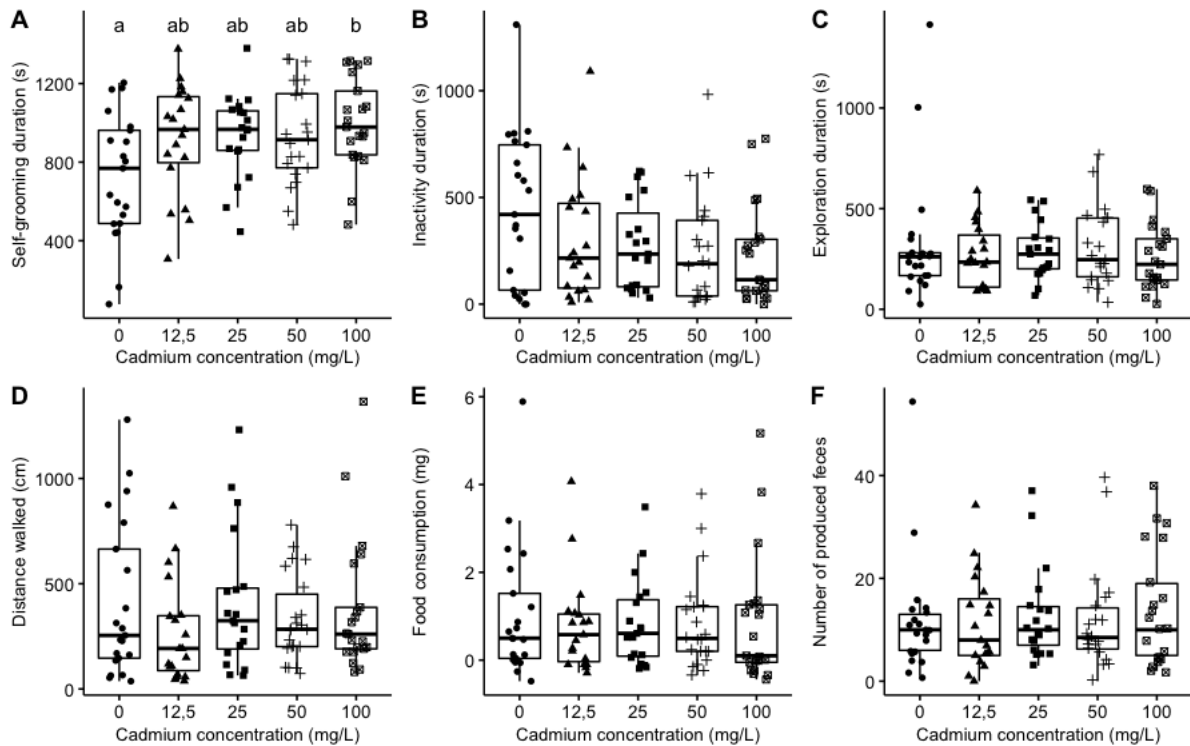 A
a ab ab ab b
Self-grooming duration (s)
1200
800
400
0 12,5 25 50 100
Cadmium concentration (mg/L)
B
Inactivity duration (s)
1000
500
0
0 12,5 25 50 100
Cadmium concentration (mg/L)
C
Exploration duration (s)
1000
500
0
0 12,5 25 50 100
Cadmium concentration (mg/L)
D
Distance walked (cm)
1000
500
0
0 12,5 25 50 100
Cadmium concentration (mg/L)
E
Food consumption (mg)
6
4
2
0
0 12,5 25 50 100
Cadmium concentration (mg/L)
F
Number of produced feces
40
20
0
0 12,5 25 50 100
Cadmium concentration (mg/L)